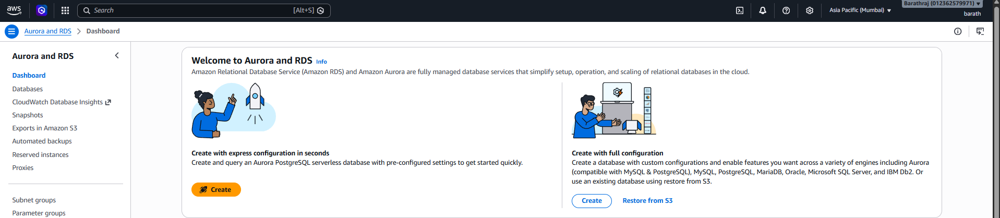 aws
Search
[Alt+S]
Asia Pacific (Mumbai)
Barathraj (012362579971)
barath
Aurora and RDS
Dashboard
Aurora and RDS
Dashboard
Databases
CloudWatch Database Insights
Snapshots
Exports in Amazon S3
Automated backups
Reserved instances
Proxies
Subnet groups
Parameter groups
Welcome to Aurora and RDS Info
Amazon Relational Database Service (Amazon RDS) and Amazon Aurora are fully managed database services that simplify setup, operation, and scaling of relational databases in the cloud.
Create with express configuration in seconds
Create and query an Aurora PostgreSQL serverless database with pre-configured settings to get started quickly.
Create
Create with full configuration
Create a database with custom configurations and enable features you want across a variety of engines including Aurora
(compatible with MySQL & PostgreSQL), MySQL, PostgreSQL, MariaDB, Oracle, Microsoft SQL Server, and IBM Db2. Or
use an existing database using restore from S3.
Create
Restore from S3